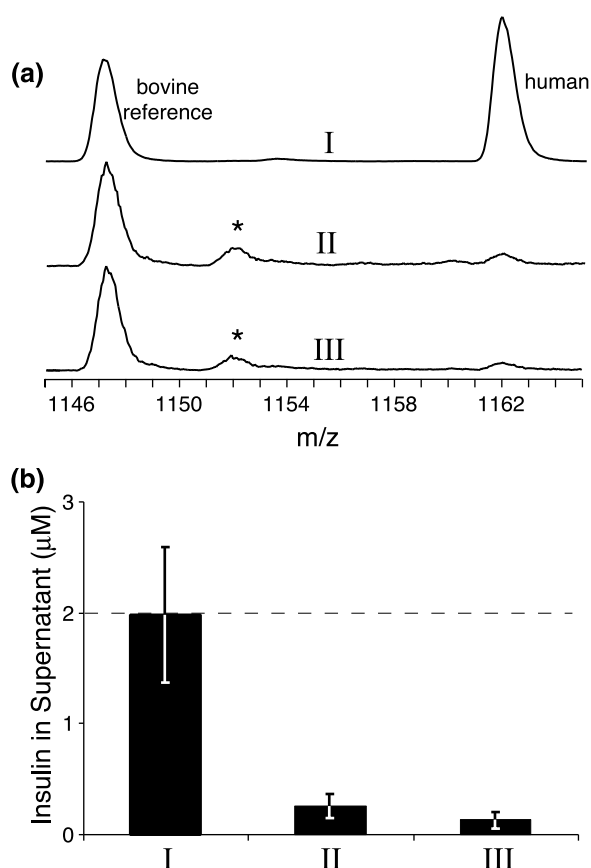 (a)
bovine
reference
human
I
*
II
*
III
1146 1150 1154 1158 1162
m/z
(b)
Insulin in Supernatant (μM)
3
2
1
0
I II III